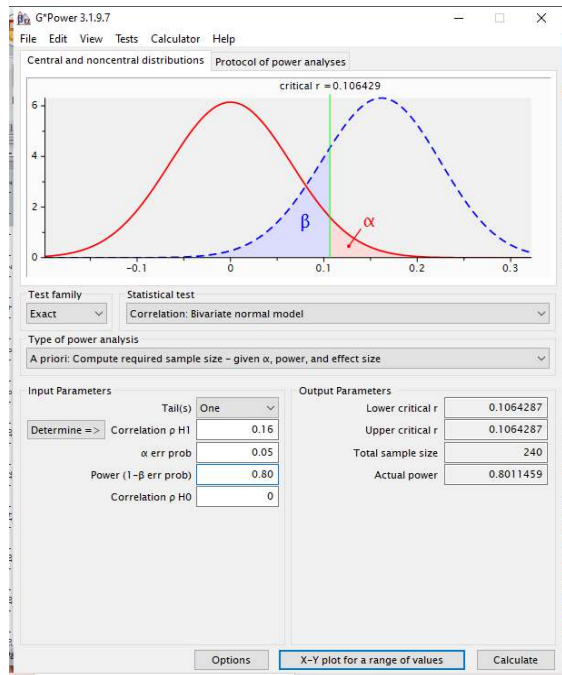 G*Power 3.1.9.7
File Edit View Tests Calculator Help
Central and noncentral distributions Protocol of power analyses
critical r = 0.106429
6
4
2
0
β
α
-0.1 0 0.1 0.2 0.3
Test family Statistical test
Exact Correlation: Bivariate normal model
Type of power analysis
A priori: Compute required sample size - given α, power, and effect size
Input Parameters Output Parameters
Tail(s) One Lower critical r 0.1064287
Determine => Correlation ρ H1 0.16 Upper critical r 0.1064287
α err prob 0.05 Total sample size 240
Power (1-β err prob) 0.80 Actual power 0.8011459
Correlation ρ H0 0
Options X-Y plot for a range of values Calculate